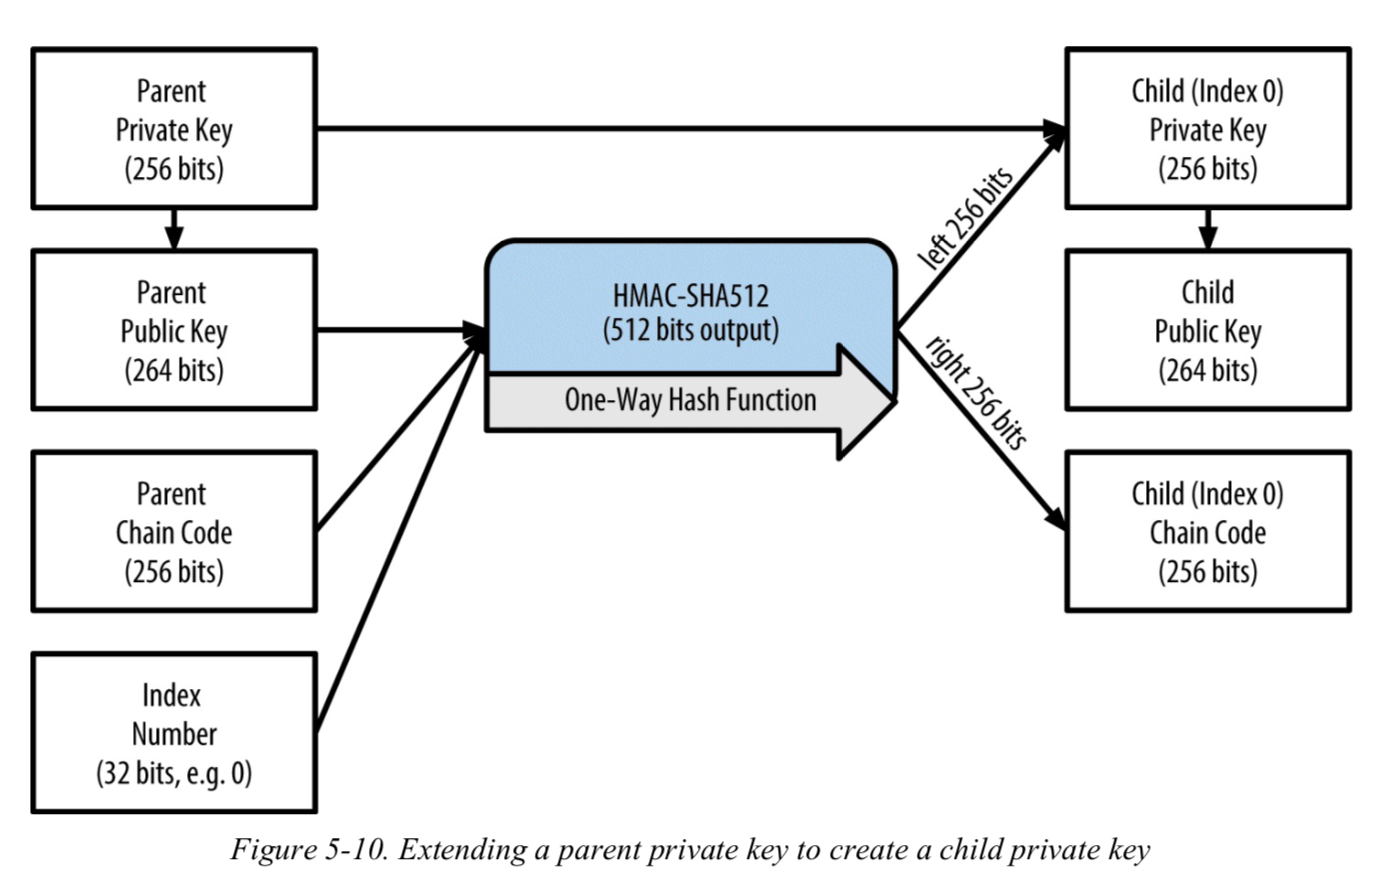 Parent
Private Key
(256 bits)
Child (Index 0)
Private Key
(256 bits)
left 256 bits
Parent
Public Key
(264 bits)
HMAC-SHA512
(512 bits output)
One-Way Hash Function
Child
Public Key
(264 bits)
right 256 bits
Parent
Chain Code
(256 bits)
Child (Index 0)
Chain Code
(256 bits)
Index
Number
(32 bits, e.g. 0)
Figure 5-10. Extending a parent private key to create a child private key